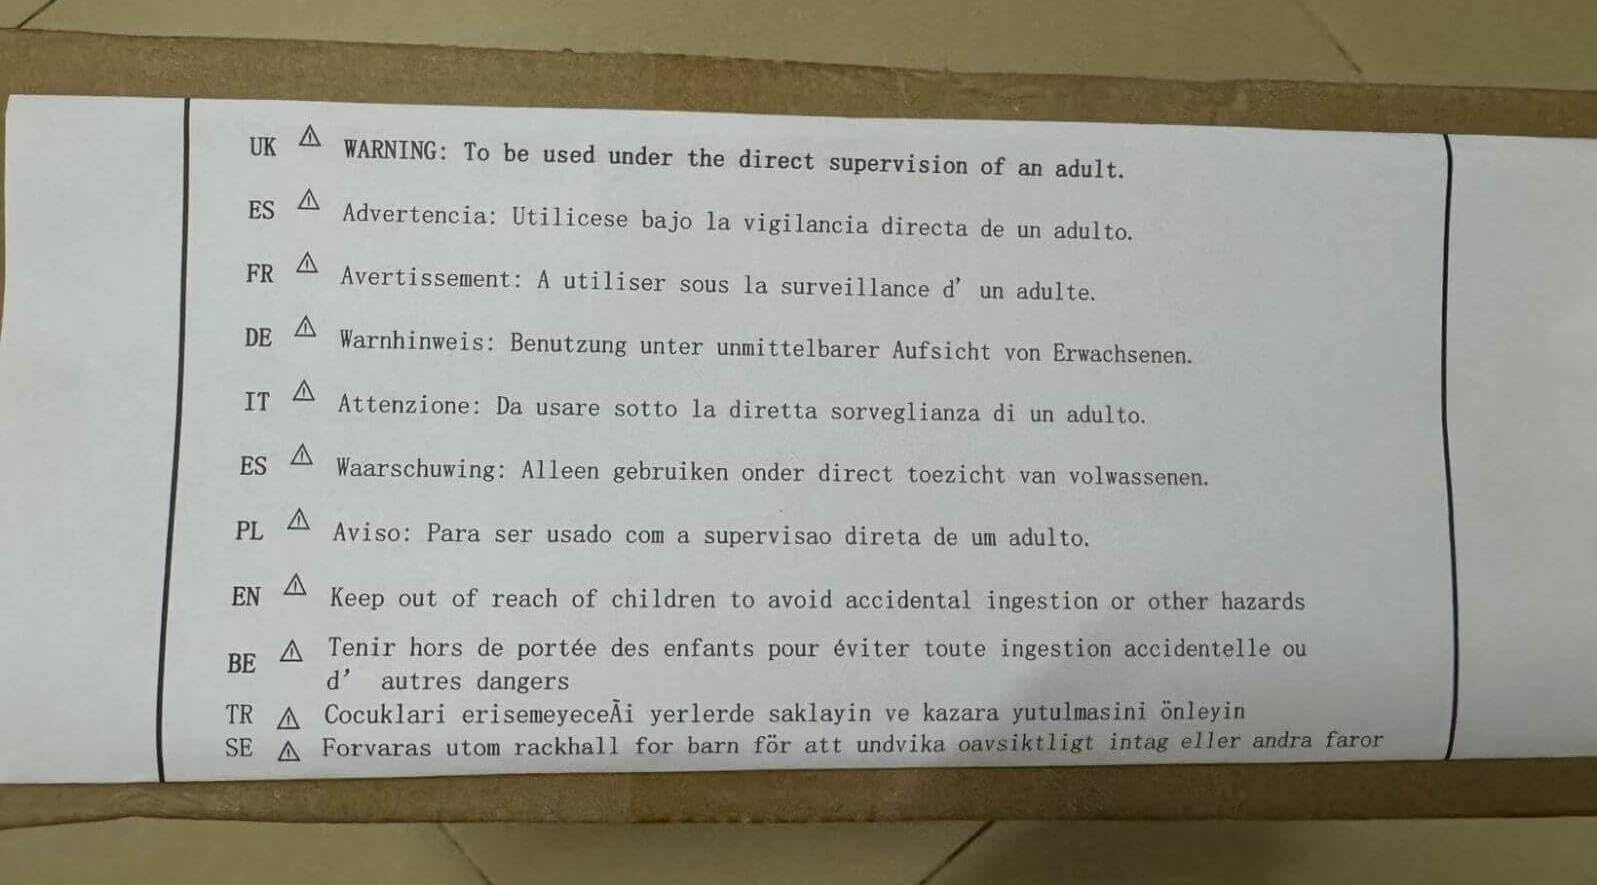 UK ⚠ WARNING: To be used under the direct supervision of an adult.
ES ⚠ Advertencia: Utilicese bajo la vigilancia directa de un adulto.
FR ⚠ Avertissement: A utiliser sous la surveillance d' un adulte.
DE ⚠ Warnhinweis: Benutzung unter unmittelbarer Aufsicht von Erwachsenen.
IT ⚠ Attenzione: Da usare sotto la diretta sorveglianza di un adulto.
ES ⚠ Waarschuwing: Alleen gebruiken onder direct toezicht van volwassenen.
PL ⚠ Aviso: Para ser usado com a supervisao direta de um adulto.
EN ⚠ Keep out of reach of children to avoid accidental ingestion or other hazards
BE ⚠ Tenir hors de portée des enfants pour éviter toute ingestion accidentelle ou
d' autres dangers
TR ⚠ Cocuklari erisemeyeceÃi yerlerde saklayin ve kazara yutulmasini önleyin
SE ⚠ Forvaras utom rackhall for barn för att undvika oavsiktligt intag eller andra faror